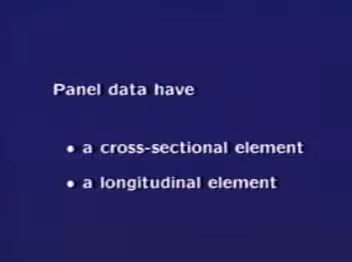 Panel data have
• a cross-sectional element
• a longitudinal element